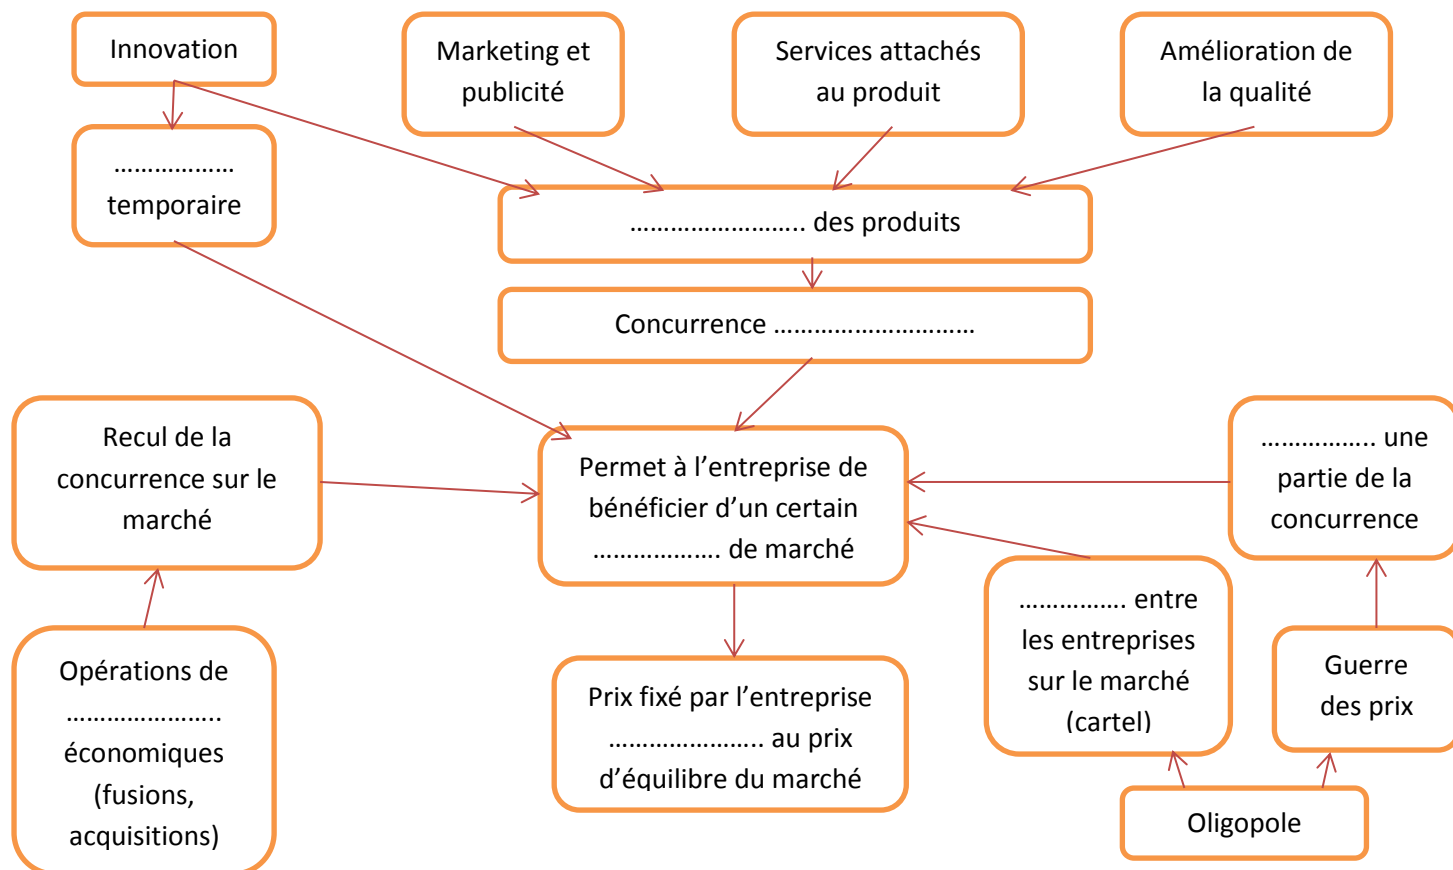 Innovation
Marketing et
publicité
Services attachés
au produit
Amélioration de
la qualité
………………
temporaire
…………………….. des produits
Concurrence …………………………
Recul de la
concurrence sur le
marché
Permet à l’entreprise de
bénéficier d’un certain
………………. de marché
…………….. une
partie de la
concurrence
……………. entre
les entreprises
sur le marché
(cartel)
Guerre
des prix
Opérations de
…………………..
économiques
(fusions,
acquisitions)
Prix fixé par l’entreprise
………………….. au prix
d’équilibre du marché
Oligopole